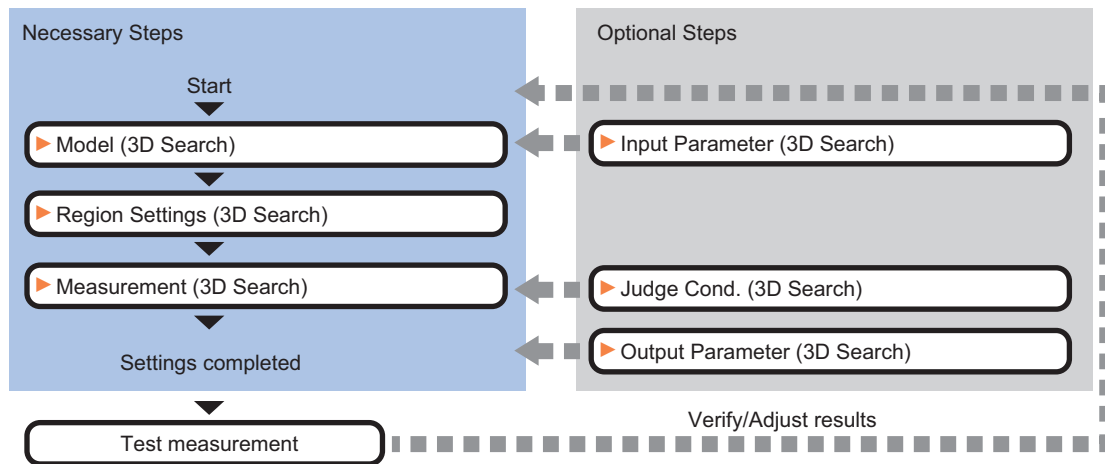 Necessary Steps
Optional Steps
Start
Model (3D Search)
Input Parameter (3D Search)
Region Settings (3D Search)
Measurement (3D Search)
Judge Cond. (3D Search)
Output Parameter (3D Search)
Settings completed
Verify/Adjust results
Test measurement